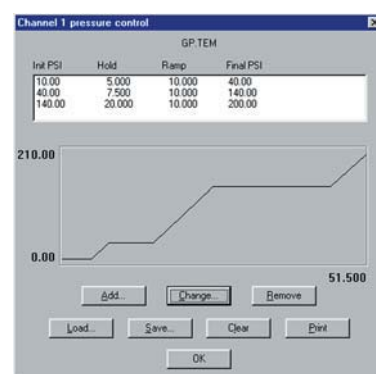 Channel 1 pressure control
GP.TEM
Init PSI Hold Ramp Final PSI
10.00 5.000 10.000 40.00
40.00 7.500 10.000 140.00
140.00 20.000 10.000 200.00
210.00
0.00
51.500
Add... Change... Remove
Load... Save... Clear Print
OK